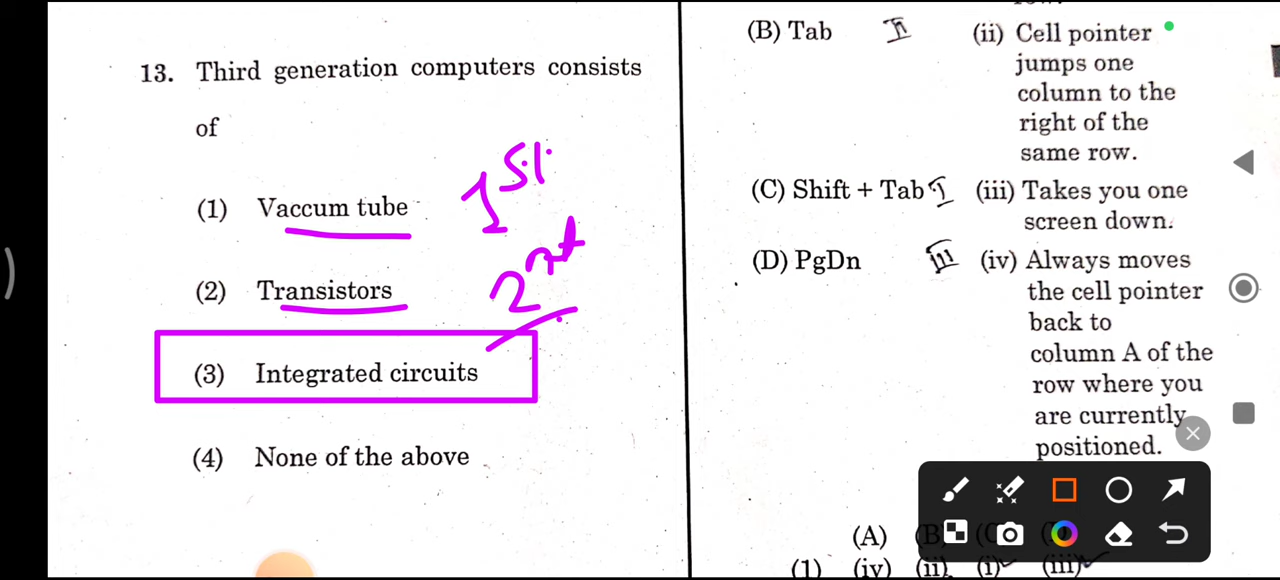 13. Third generation computers consists
of
(1) Vaccum tube
1st
(2) Transistors
2nd
(3) Integrated circuits
(4) None of the above
(B) Tab II
(ii) Cell pointer
jumps one
column to the
right of the
same row.
(C) Shift + Tab I
(iii) Takes you one
screen down.
(D) PgDn III
(iv) Always moves
the cell pointer
back to
column A of the
row where you
are currently
positioned.
(A) (B)
(1) (iv) (ii) (i) (iii)